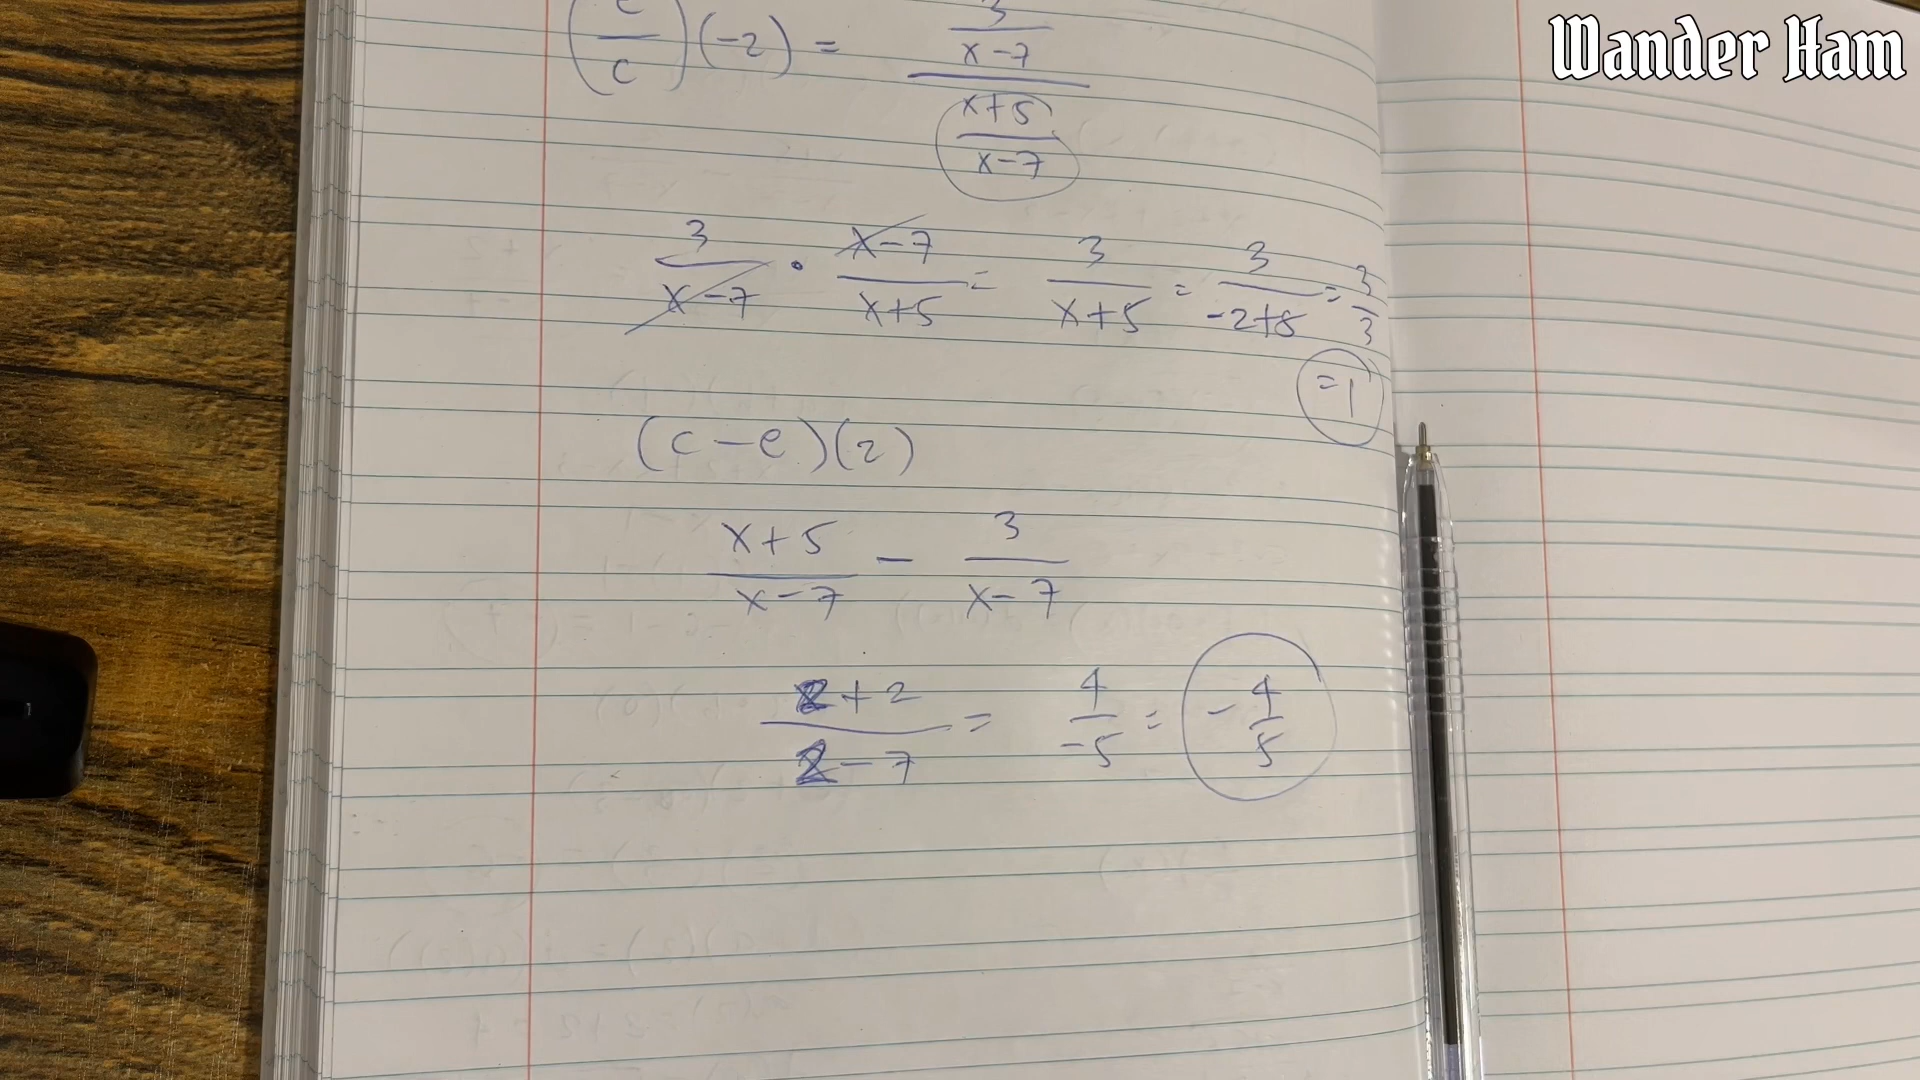 Wander Ham
(e/c)(-2) = (3/(x-7))/((x+5)/(x-7))
3/(x-7) · (x-7)/(x+5) = 3/(x+5) = 3/(-2+5) = 3/3
= 1
(c-e)(2)
(x+5)/(x-7) - 3/(x-7)
(2+2)/(2-7) = 4/-5 = -4/5